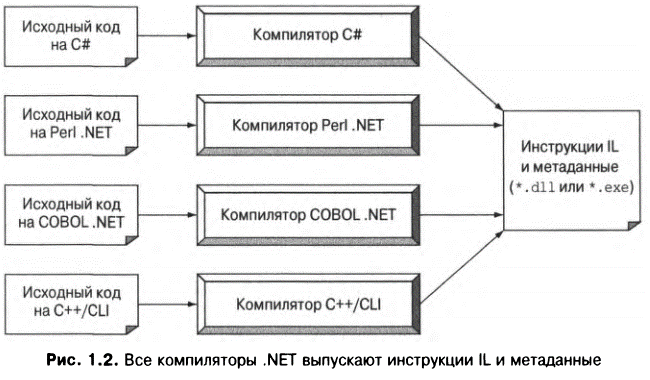 Исходный код
на C#
Компилятор C#
Исходный код
на Perl .NET
Компилятор Perl .NET
Инструкции IL
и метаданные
(*.dll или *.exe)
Исходный код
на COBOL .NET
Компилятор COBOL .NET
Исходный код
на C++/CLI
Компилятор C++/CLI
Рис. 1.2. Все компиляторы .NET выпускают инструкции IL и метаданные